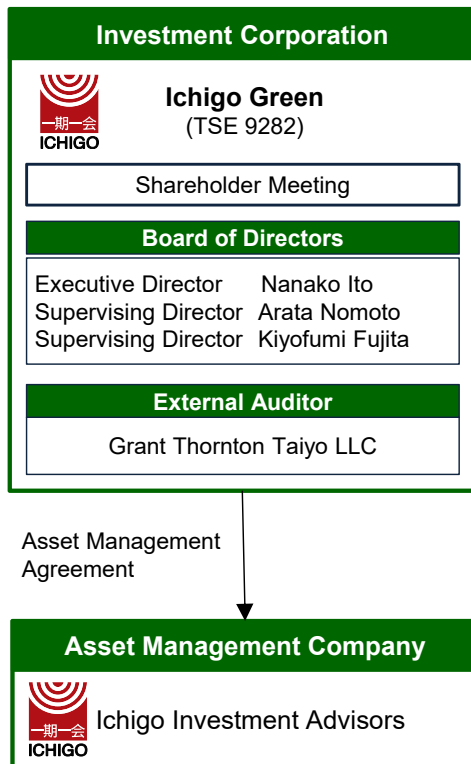 Investment Corporation
一期一会
ICHIGO
Ichigo Green
(TSE 9282)
Shareholder Meeting
Board of Directors
Executive Director Nanako Ito
Supervising Director Arata Nomoto
Supervising Director Kiyofumi Fujita
External Auditor
Grant Thornton Taiyo LLC
Asset Management
Agreement
Asset Management Company
一期一会
ICHIGO
Ichigo Investment Advisors